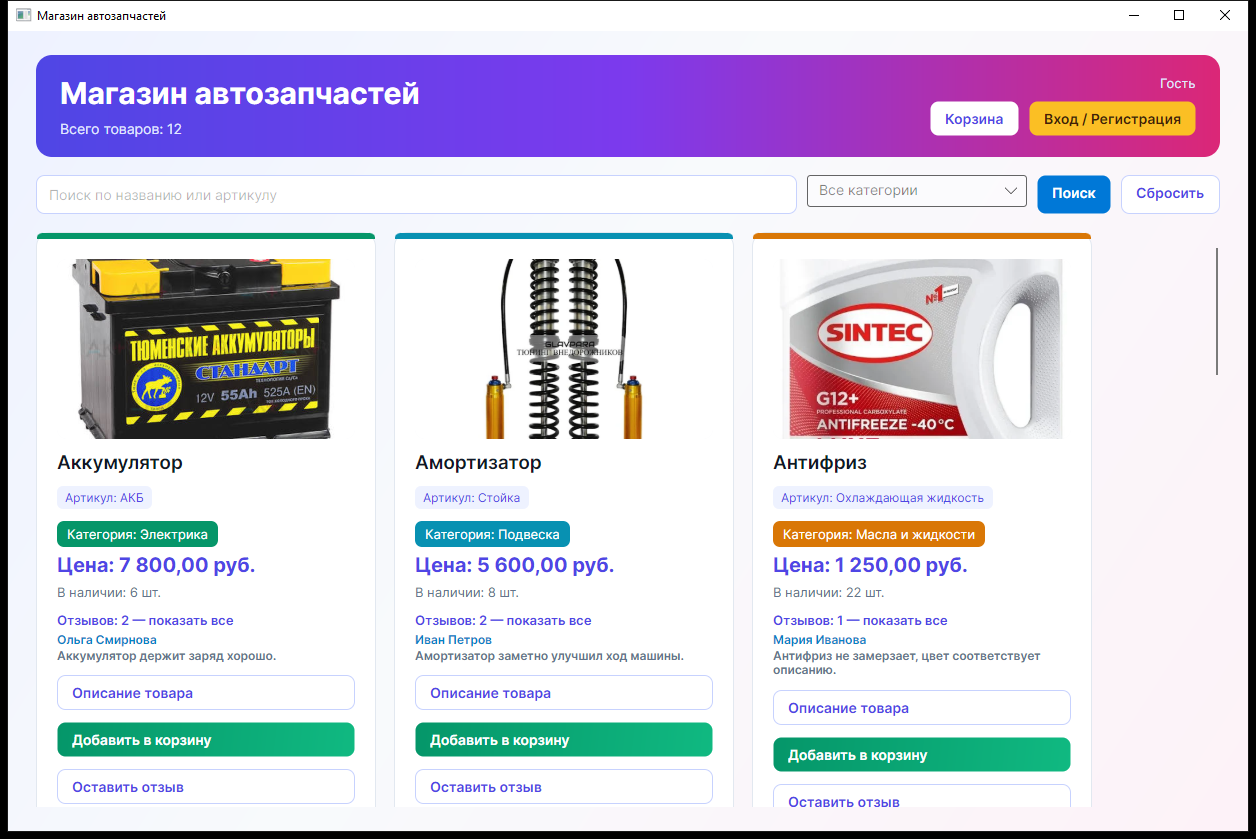 Магазин автозапчастей
Магазин автозапчастей
Всего товаров: 12
Гость
Корзина
Вход / Регистрация
Поиск по названию или артикулу
Все категории
Поиск
Сбросить
ТЮМЕНСКИЕ АККУМУЛЯТОРЫ
СТАНДАРТ
12V 55Ah 525A (EN)
GLAVPARA
ТЮНИНГ ВНЕДОРОЖНИКОВ
№1
SINTEC
G12+
PROFESSIONAL CARBOXYLATE
ANTIFREEZE -40°C
Аккумулятор
Артикул: АКБ
Категория: Электрика
Цена: 7 800,00 руб.
В наличии: 6 шт.
Отзывов: 2 — показать все
Ольга Смирнова
Аккумулятор держит заряд хорошо.
Описание товара
Добавить в корзину
Оставить отзыв
Амортизатор
Артикул: Стойка
Категория: Подвеска
Цена: 5 600,00 руб.
В наличии: 8 шт.
Отзывов: 2 — показать все
Иван Петров
Амортизатор заметно улучшил ход машины.
Описание товара
Добавить в корзину
Оставить отзыв
Антифриз
Артикул: Охлаждающая жидкость
Категория: Масла и жидкости
Цена: 1 250,00 руб.
В наличии: 22 шт.
Отзывов: 1 — показать все
Мария Иванова
Антифриз не замерзает, цвет соответствует
описанию.
Описание товара
Добавить в корзину
Оставить отзыв